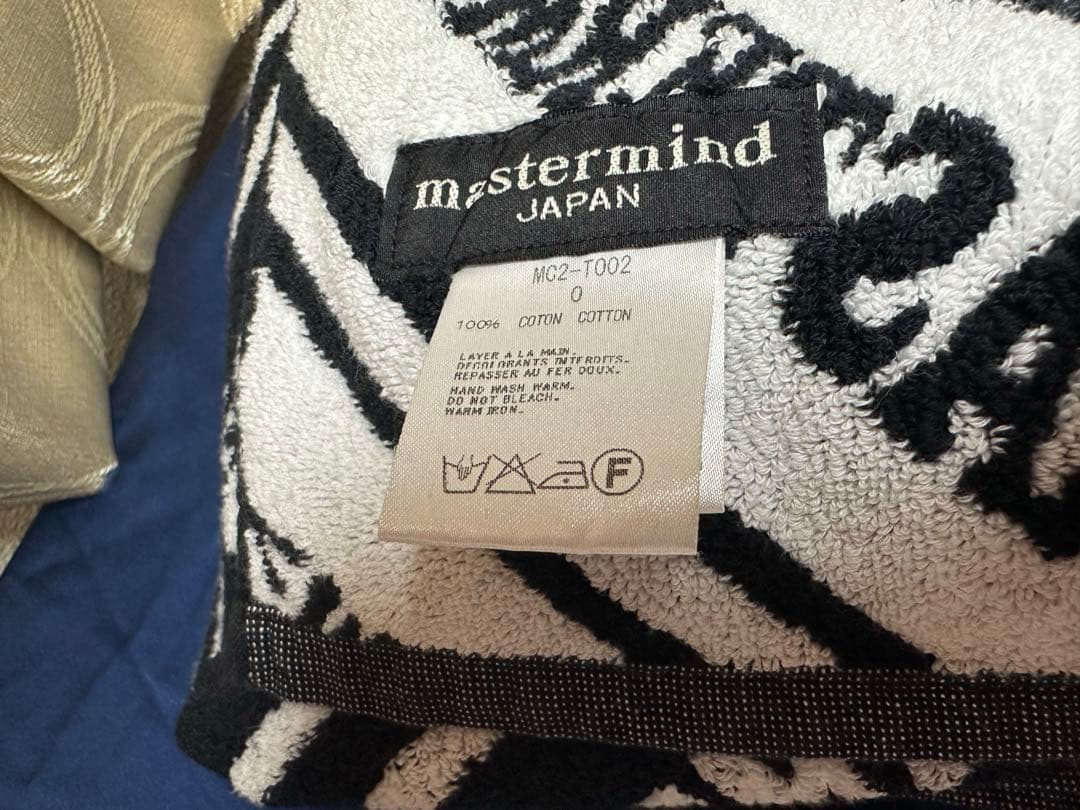 mastermind
JAPAN
MC2-T002
0
100% COTON COTTON
LAYER A LA MAIN.
DECOLORANTS INTERDITS.
REPASSER AU FER DOUX.
HAND WASH WARM.
DO NOT BLEACH.
WARM IRON.
F